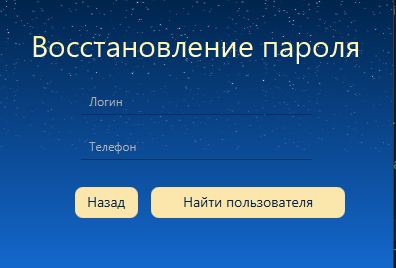 Восстановление пароля
Логин
Телефон
Назад
Найти пользователя